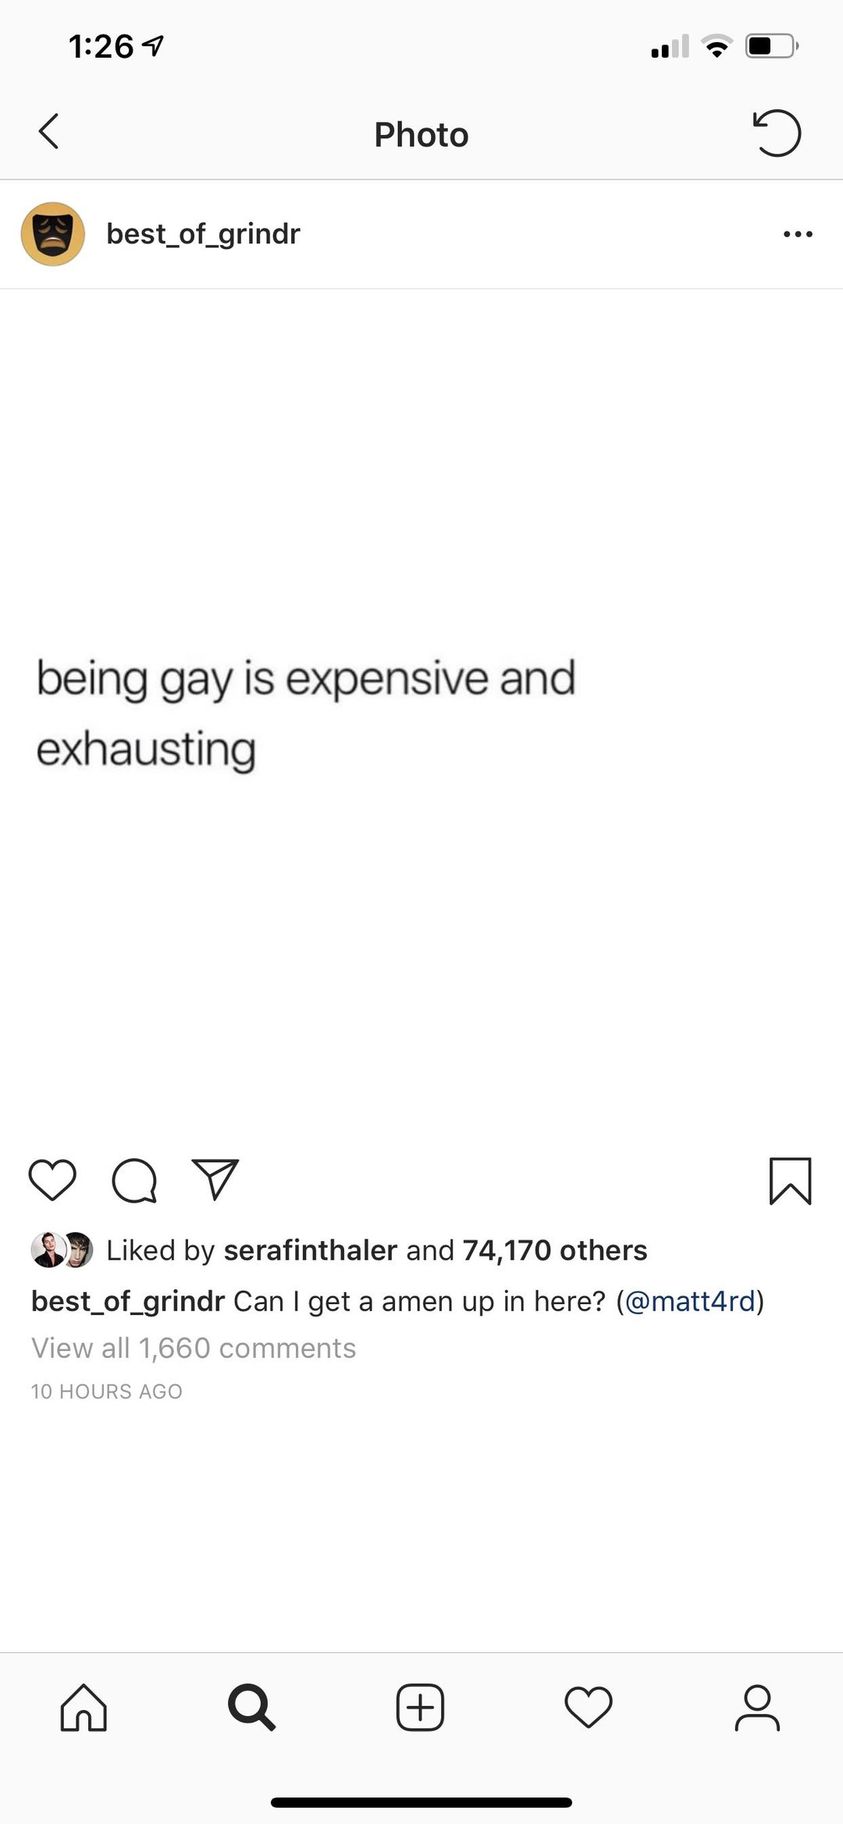 1:26
Photo
best_of_grindr
being gay is expensive and
exhausting
Liked by serafinthaler and 74,170 others
best_of_grindr Can I get a amen up in here? (@matt4rd)
View all 1,660 comments
10 HOURS AGO